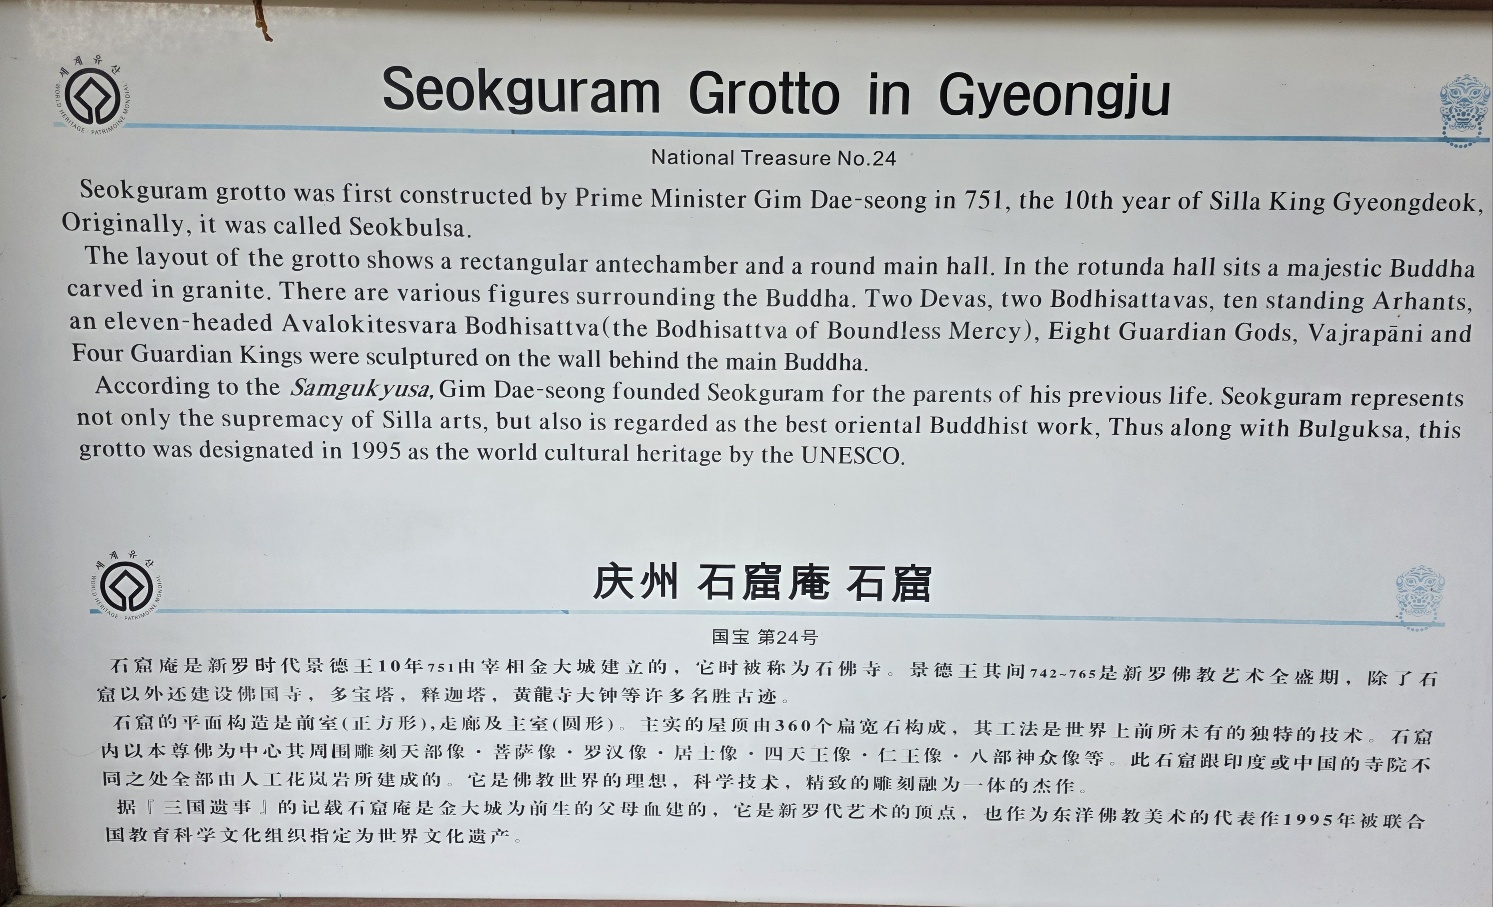 세계유산
WORLD HERITAGE · PATRIMOINE MONDIAL
Seokguram Grotto in Gyeongju
National Treasure No.24
Seokguram grotto was first constructed by Prime Minister Gim Dae-seong in 751, the 10th year of Silla King Gyeongdeok,
Originally, it was called Seokbulsa.
The layout of the grotto shows a rectangular antechamber and a round main hall. In the rotunda hall sits a majestic Buddha
carved in granite. There are various figures surrounding the Buddha. Two Devas, two Bodhisattavas, ten standing Arhants,
an eleven-headed Avalokitesvara Bodhisattva(the Bodhisattva of Boundless Mercy), Eight Guardian Gods, Vajrapāni and
Four Guardian Kings were sculptured on the wall behind the main Buddha.
According to the Samgukyusa, Gim Dae-seong founded Seokguram for the parents of his previous life. Seokguram represents
not only the supremacy of Silla arts, but also is regarded as the best oriental Buddhist work, Thus along with Bulguksa, this
grotto was designated in 1995 as the world cultural heritage by the UNESCO.
세계유산
WORLD HERITAGE · PATRIMOINE MONDIAL
庆州 石窟庵 石窟
国宝 第24号
石窟庵是新罗时代景德王10年751由宰相金大城建立的，它时被称为石佛寺。景德王其间742~765是新罗佛教艺术全盛期，除了石
窟以外还建设佛国寺，多宝塔，释迦塔，黄龍寺大钟等许多名胜古迹。
石窟的平面构造是前室(正方形),走廊及主室(圆形)。主实的屋顶由360个扁宽石构成，其工法是世界上前所未有的独特的技术。石窟
内以本尊佛为中心其周围雕刻天部像·菩萨像·罗汉像·居士像·四天王像·仁王像·八部神众像等。此石窟跟印度或中国的寺院不
同之处全部由人工花岚岩所建成的。它是佛教世界的理想，科学技术，精致的雕刻融为一体的杰作。
据『三国遗事』的记载石窟庵是金大城为前生的父母血建的，它是新罗代艺术的顶点，也作为东洋佛教美术的代表作1995年被联合
国教育科学文化组织指定为世界文化遗产。